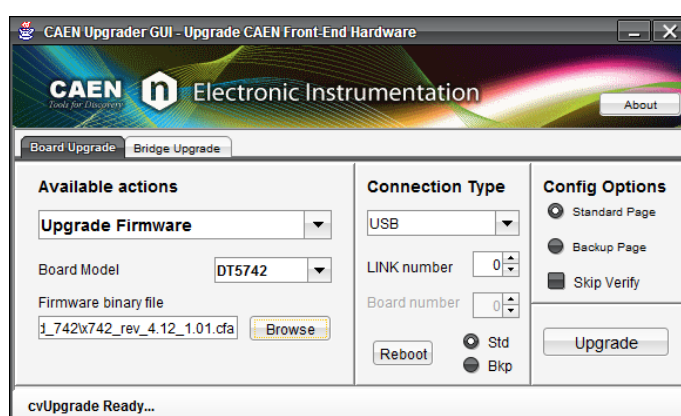 CAEN Upgrader GUI - Upgrade CAEN Front-End Hardware
CAEN n Electronic Instrumentation
Tools for Discovery
About
Board Upgrade Bridge Upgrade
Available actions
Upgrade Firmware
Board Model DT5742
Firmware binary file
_742\x742_rev_4.12_1.01.cfa Browse
Connection Type
USB
LINK number 0
Board number 0
Reboot Std
Bkp
Config Options
Standard Page
Backup Page
Skip Verify
Upgrade
cvUpgrade Ready...